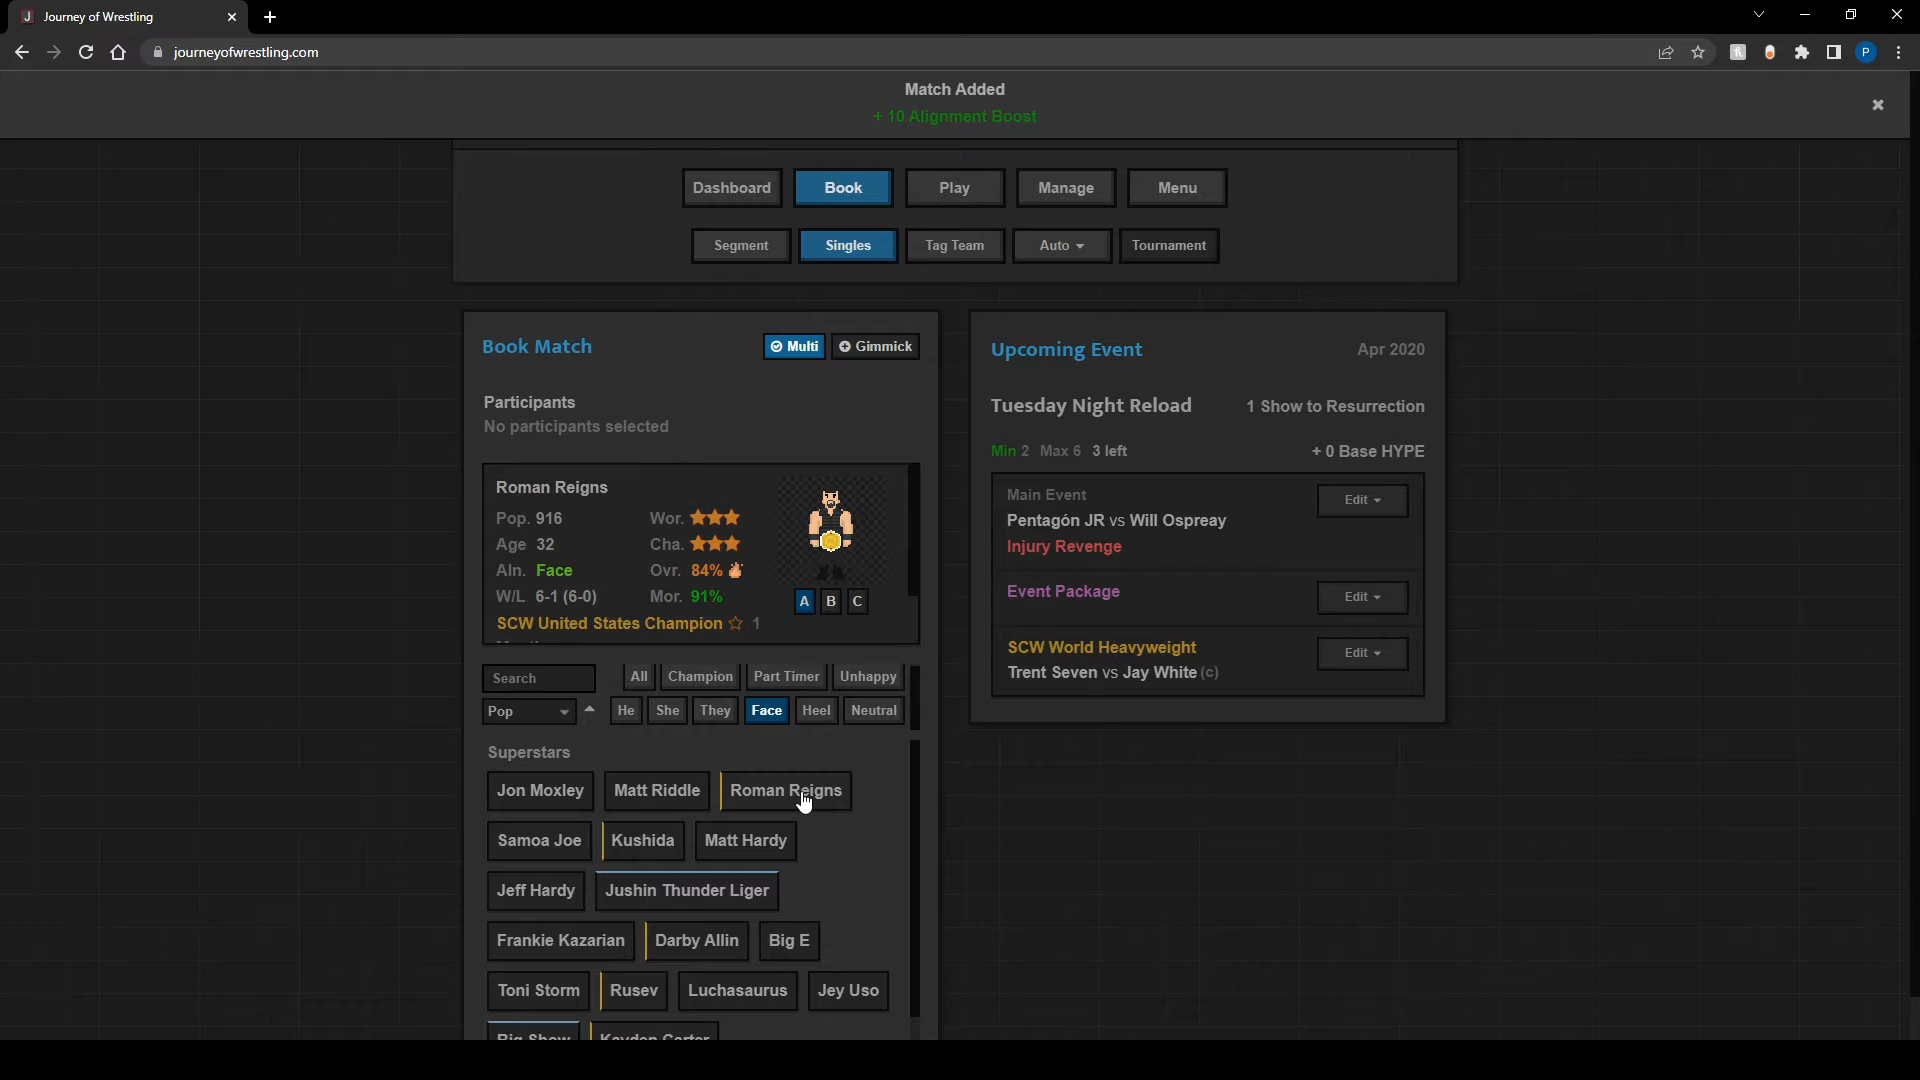 Journey of Wrestling
journeyofwrestling.com
P
Match Added
+ 10 Alignment Boost
Dashboard Book Play Manage Menu
Segment Singles Tag Team Auto Tournament
Book Match Multi Gimmick
Participants
No participants selected
Roman Reigns
Pop. 916 Wor.
Age 32 Cha.
Aln. Face Ovr. 84%
W/L 6-1 (6-0) Mor. 91%
A B C
SCW United States Champion 1
Search All Champion Part Timer Unhappy
Pop He She They Face Heel Neutral
Superstars
Jon Moxley Matt Riddle Roman Reigns
Samoa Joe Kushida Matt Hardy
Jeff Hardy Jushin Thunder Liger
Frankie Kazarian Darby Allin Big E
Toni Storm Rusev Luchasaurus Jey Uso
Big Show Kayden Carter
Upcoming Event Apr 2020
Tuesday Night Reload 1 Show to Resurrection
Min 2 Max 6 3 left + 0 Base HYPE
Main Event Edit
Pentagón JR vs Will Ospreay
Injury Revenge
Event Package Edit
SCW World Heavyweight Edit
Trent Seven vs Jay White (c)